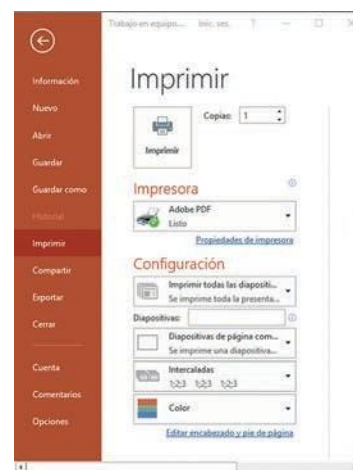 Trabajo en equipo... Inic. ses. ?
Información
Nuevo
Abrir
Guardar
Guardar como
Historial
Imprimir
Compartir
Exportar
Cerrar
Cuenta
Comentarios
Opciones
Imprimir
Copias: 1
Imprimir
Impresora
Adobe PDF
Listo
Propiedades de impresora
Configuración
Imprimir todas las diapositi...
Se imprime toda la presenta...
Diapositivas:
Diapositivas de página com...
Se imprime una diapositiva...
Intercaladas
1;2;3 1;2;3 1;2;3
Color
Editar encabezado y pie de página